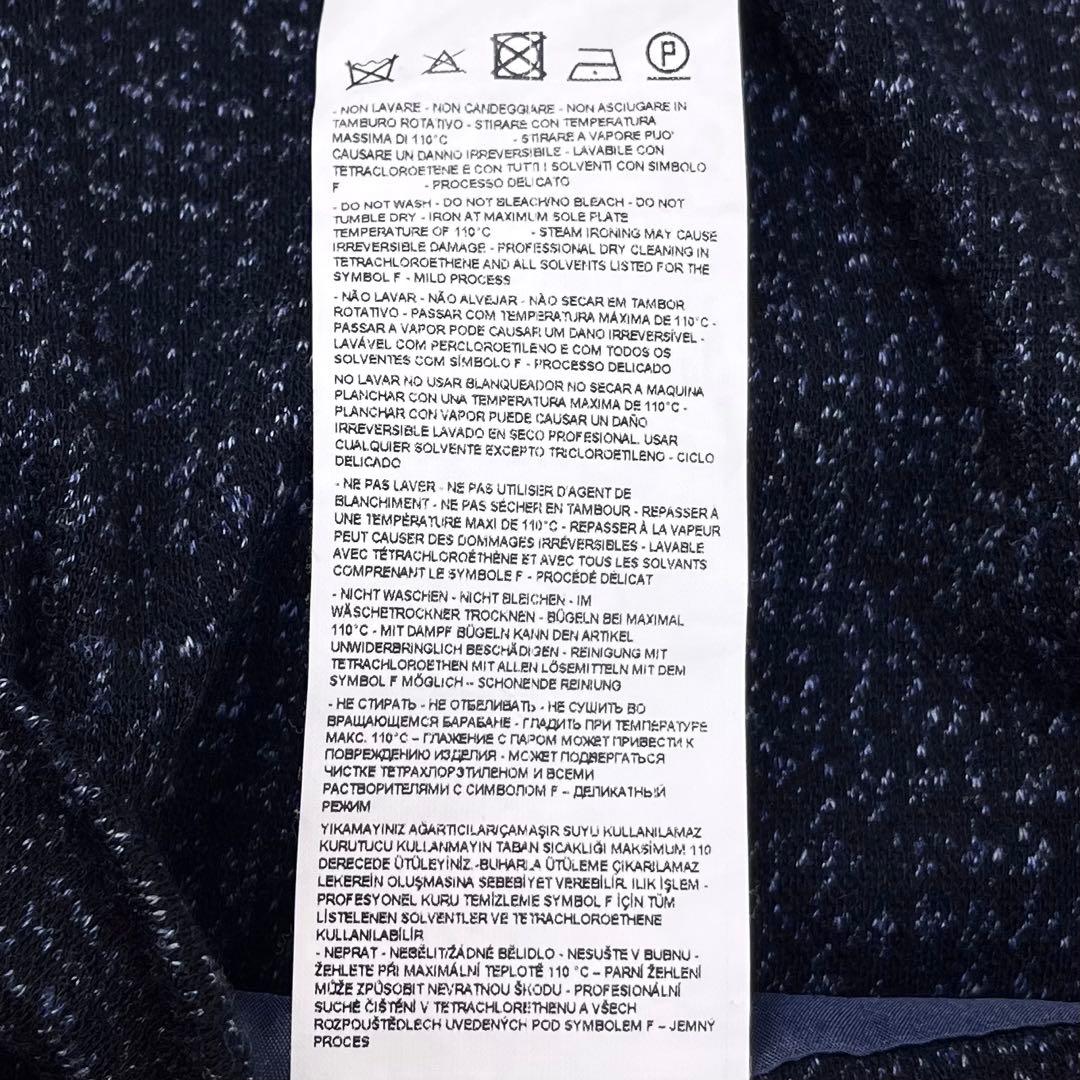 P
- NON LAVARE - NON CANDEGGIARE - NON ASCIUGARE IN
TAMBURO ROTATIVO - STIRARE CON TEMPERATURA
MASSIMA DI 110°C - STIRARE A VAPORE PUO'
CAUSARE UN DANNO IRREVERSIBILE - LAVABILE CON
TETRACLOROETENE E CON TUTTI I SOLVENTI CON SIMBOLO
F - PROCESSO DELICATO
- DO NOT WASH - DO NOT BLEACH/NO BLEACH - DO NOT
TUMBLE DRY - IRON AT MAXIMUM SOLE PLATE
TEMPERATURE OF 110°C - STEAM IRONING MAY CAUSE
IRREVERSIBLE DAMAGE - PROFESSIONAL DRY CLEANING IN
TETRACHLOROETHENE AND ALL SOLVENTS LISTED FOR THE
SYMBOL F - MILD PROCESS
- NÃO LAVAR - NÃO ALVEJAR - NÃO SECAR EM TAMBOR
ROTATIVO - PASSAR COM TEMPERATURA MÁXIMA DE 110°C -
PASSAR A VAPOR PODE CAUSAR UM DANO IRREVERSÍVEL -
LAVÁVEL COM PERCLOROETILENO E COM TODOS OS
SOLVENTES COM SÍMBOLO F - PROCESSO DELICADO
NO LAVAR NO USAR BLANQUEADOR NO SECAR A MAQUINA
PLANCHAR CON UNA TEMPERATURA MAXIMA DE 110°C -
PLANCHAR CON VAPOR PUEDE CAUSAR UN DAÑO
IRREVERSIBLE LAVADO EN SECO PROFESIONAL. USAR
CUALQUIER SOLVENTE EXCEPTO TRICLOROETILENO - CICLO
DELICADO
- NE PAS LAVER - NE PAS UTILISER D'AGENT DE
BLANCHIMENT - NE PAS SÉCHER EN TAMBOUR - REPASSER À
UNE TEMPÉRATURE MAXI DE 110°C - REPASSER À LA VAPEUR
PEUT CAUSER DES DOMMAGES IRRÉVERSIBLES - LAVABLE
AVEC TÉTRACHLOROÉTHÈNE ET AVEC TOUS LES SOLVANTS
COMPRENANT LE SYMBOLE F - PROCÉDÉ DÉLICAT
- NICHT WASCHEN - NICHT BLEICHEN - IM
WÄSCHETROCKNER TROCKNEN - BÜGELN BEI MAXIMAL
110°C - MIT DAMPF BÜGELN KANN DEN ARTIKEL
UNWIDERBRINGLICH BESCHÄDIGEN - REINIGUNG MIT
TETRACHLOROETHEN MIT ALLEN LÖSEMITTELN MIT DEM
SYMBOL F MÖGLICH -- SCHONENDE REINIUNG
- НЕ СТИРАТЬ - НЕ ОТБЕЛИВАТЬ - НЕ СУШИТЬ ВО
ВРАЩАЮЩЕМСЯ БАРАБАНЕ - ГЛАДИТЬ ПРИ ТЕМПЕРАТУРЕ
МАКС. 110°С – ГЛАЖЕНИЕ С ПАРОМ МОЖЕТ ПРИВЕСТИ К
ПОВРЕЖДЕНИЮ ИЗДЕЛИЯ - МОЖЕТ ПОДВЕРГАТЬСЯ
ЧИСТКЕ ТЕТРАХЛОРЭТИЛЕНОМ И ВСЕМИ
РАСТВОРИТЕЛЯМИ С СИМВОЛОМ F – ДЕЛИКАТНЫЙ
РЕЖИМ
YIKAMAYINIZ AĞARTICILAR/ÇAMAŞIR SUYU KULLANILAMAZ
KURUTUCU KULLANMAYIN TABAN SICAKLIĞI MAKSİMUM 110
DERECEDE ÜTÜLEYİNİZ -BUHARLA ÜTÜLEME ÇIKARILAMAZ
LEKEREİN OLUŞMASINA SEBEBİYET VEREBİLİR. ILIK İŞLEM -
PROFESYONEL KURU TEMİZLEME SYMBOL F İÇİN TÜM
LİSTELENEN SOLVENTLER VE TETRACHLOROETHENE
KULLANILABİLİR
- NEPRAT - NEBĚLIT/ŽÁDNÉ BĚLIDLO - NESUŠTE V BUBNU -
ŽEHLETE PŘI MAXIMÁLNÍ TEPLOTĚ 110 °C – PARNÍ ŽEHLENÍ
MŮŽE ZPŮSOBIT NEVRATNOU ŠKODU - PROFESIONÁLNÍ
SUCHÉ ČIŠTĚNÍ V TETRACHLORETHENU A VŠECH
ROZPOUŠTĚDLECH UVEDENÝCH POD SYMBOLEM F – JEMNÝ
PROCES